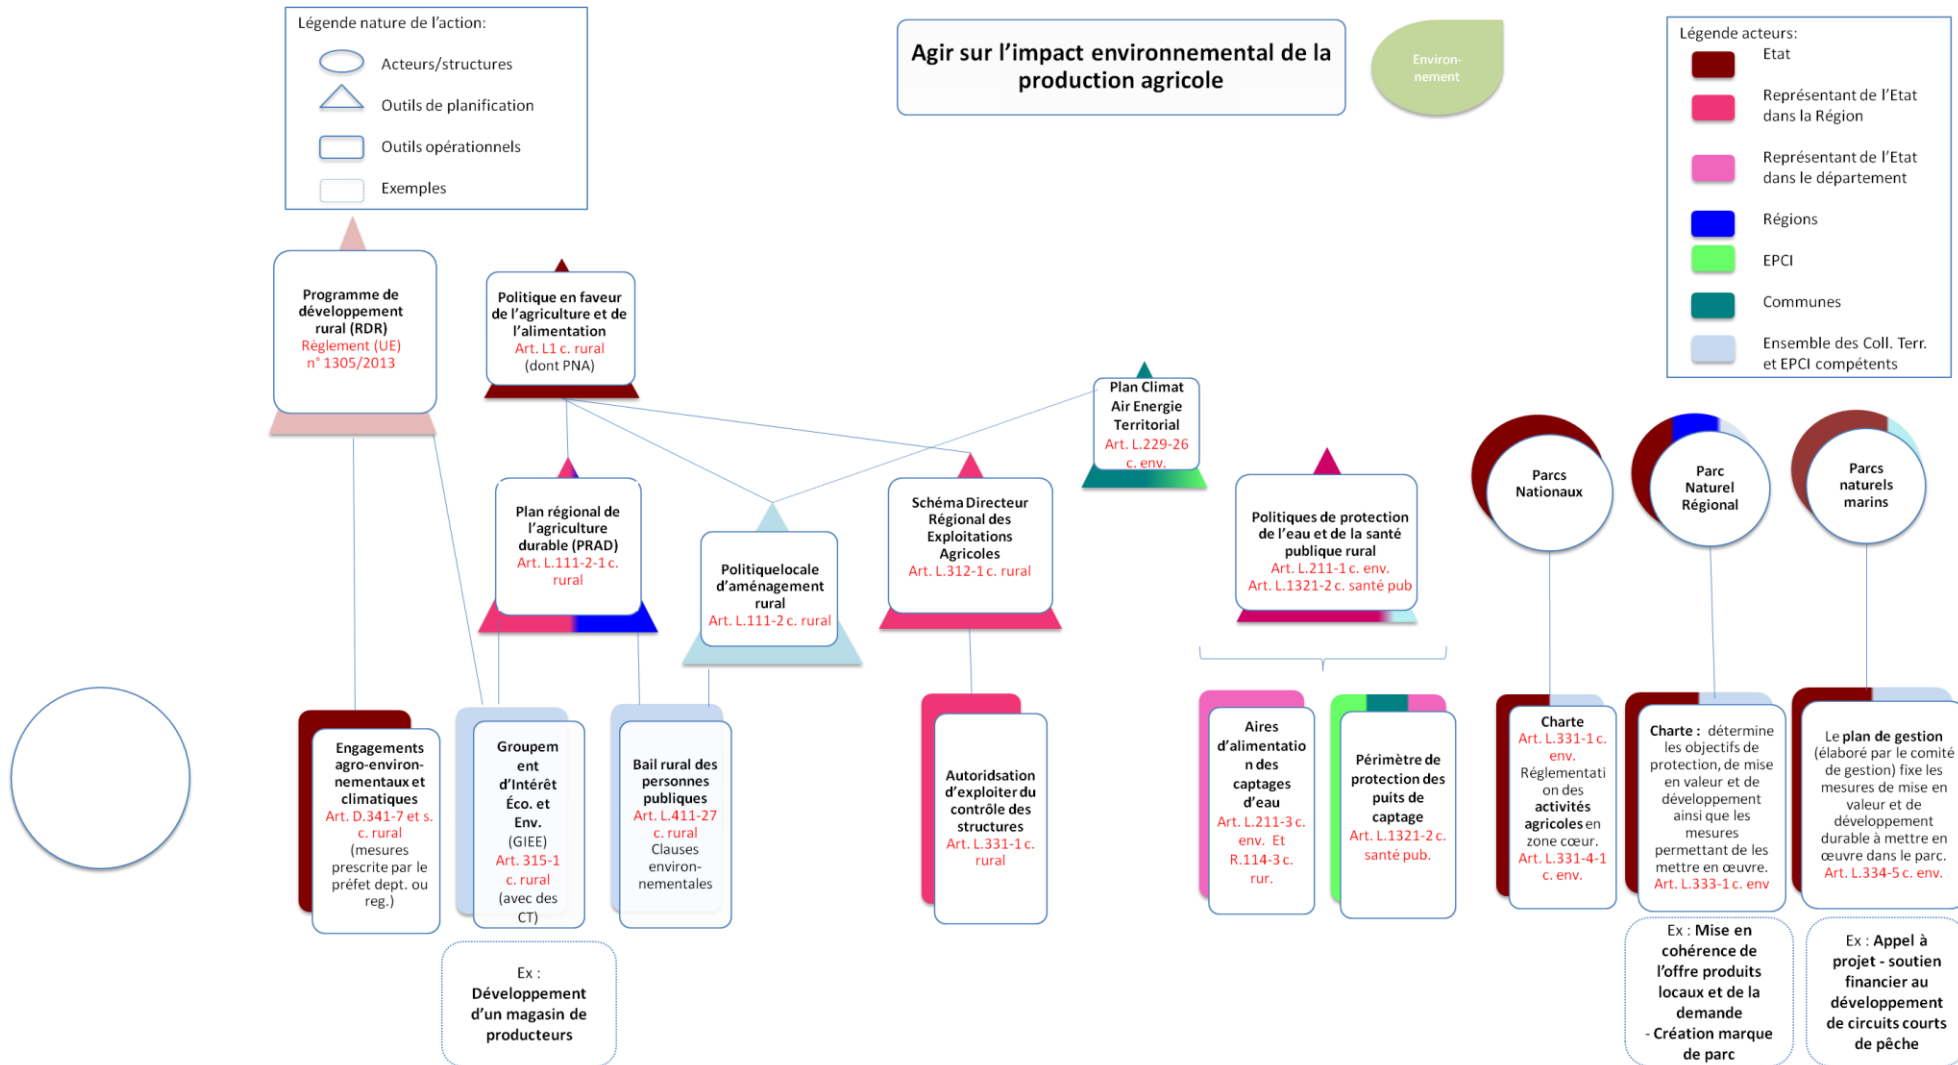 Légende nature de l’action:
Acteurs/structures
Outils de planification
Outils opérationnels
Exemples
Agir sur l’impact environnemental de la
production agricole
Environ-
nement
Légende acteurs:
Etat
Représentant de l’Etat
dans la Région
Représentant de l’Etat
dans le département
Régions
EPCI
Communes
Ensemble des Coll. Terr.
et EPCI compétents
Programme de
développement
rural (RDR)
Règlement (UE)
n° 1305/2013
Politique en faveur
de l’agriculture et de
l’alimentation
Art. L1 c. rural
(dont PNA)
Plan Climat
Air Energie
Territorial
Art. L.229-26
c. env.
Plan régional de
l’agriculture
durable (PRAD)
Art. L.111-2-1 c.
rural
Politiquelocale
d’aménagement
rural
Art. L.111-2 c. rural
Schéma Directeur
Régional des
Exploitations
Agricoles
Art. L.312-1 c. rural
Politiques de protection
de l’eau et de la santé
publique rural
Art. L.211-1 c. env.
Art. L.1321-2 c. santé pub
Parcs
Nationaux
Parc
Naturel
Régional
Parcs
naturels
marins
Engagements
agro-environ-
nementaux et
climatiques
Art. D.341-7 et s.
c. rural
(mesures
prescrite par le
préfet dept. ou
reg.)
Groupem
ent
d’Intérêt
Éco. et
Env.
(GIEE)
Art. 315-1
c. rural
(avec des
CT)
Bail rural des
personnes
publiques
Art. L.411-27
c. rural
Clauses
environ-
nementales
Autoridsation
d’exploiter du
contrôle des
structures
Art. L.331-1 c.
rural
Aires
d’alimentatio
n des
captages
d’eau
Art. L.211-3 c.
env. Et
R.114-3 c.
rur.
Périmètre de
protection des
puits de
captage
Art. L.1321-2 c.
santé pub.
Charte
Art. L.331-1 c.
env.
Réglementati
on des
activités
agricoles en
zone cœur.
Art. L.331-4-1
c. env.
Charte : détermine
les objectifs de
protection, de mise
en valeur et de
développement
ainsi que les
mesures
permettant de les
mettre en œuvre.
Art. L.333-1 c. env
Le plan de gestion
(élaboré par le comité
de gestion) fixe les
mesures de mise en
valeur et de
développement
durable à mettre en
œuvre dans le parc.
Art. L.334-5 c. env.
Ex :
Développement
d’un magasin de
producteurs
Ex : Mise en
cohérence de
l’offre produits
locaux et de la
demande
- Création marque
de parc
Ex : Appel à
projet - soutien
financier au
développement
de circuits courts
de pêche